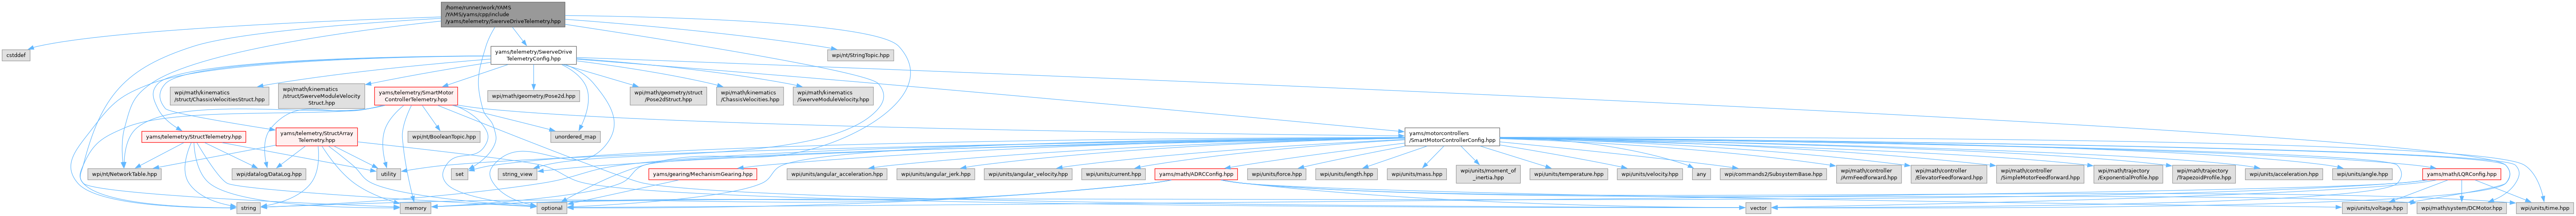 /home/runner/work/YAMS
/YAMS/yams/cpp/include
/yams/telemetry/SwerveDriveTelemetry.hpp
cstddef
yams/telemetry/SwerveDrive
TelemetryConfig.hpp
wpi/nt/StringTopic.hpp
wpi/math/kinematics
/struct/ChassisVelocitiesStruct.hpp
wpi/math/kinematics
/struct/SwerveModuleVelocity
Struct.hpp
yams/telemetry/SmartMotor
ControllerTelemetry.hpp
wpi/math/geometry/Pose2d.hpp
wpi/math/geometry/struct
/Pose2dStruct.hpp
wpi/math/kinematics
/ChassisVelocities.hpp
wpi/math/kinematics
/SwerveModuleVelocity.hpp
yams/telemetry/StructTelemetry.hpp
yams/telemetry/StructArray
Telemetry.hpp
wpi/nt/BooleanTopic.hpp
unordered_map
yams/motorcontrollers
/SmartMotorControllerConfig.hpp
wpi/nt/NetworkTable.hpp
wpi/datalog/DataLog.hpp
utility
set
string_view
yams/gearing/MechanismGearing.hpp
wpi/units/angular_acceleration.hpp
wpi/units/angular_jerk.hpp
wpi/units/angular_velocity.hpp
wpi/units/current.hpp
yams/math/ADRCConfig.hpp
wpi/units/force.hpp
wpi/units/length.hpp
wpi/units/mass.hpp
wpi/units/moment_of
_inertia.hpp
wpi/units/temperature.hpp
wpi/units/velocity.hpp
any
wpi/commands2/SubsystemBase.hpp
wpi/math/controller
/ArmFeedforward.hpp
wpi/math/controller
/ElevatorFeedforward.hpp
wpi/math/controller
/SimpleMotorFeedforward.hpp
wpi/math/trajectory
/ExponentialProfile.hpp
wpi/math/trajectory
/TrapezoidProfile.hpp
wpi/units/acceleration.hpp
wpi/units/angle.hpp
yams/math/LQRConfig.hpp
string
memory
optional
vector
wpi/units/voltage.hpp
wpi/math/system/DCMotor.hpp
wpi/units/time.hpp